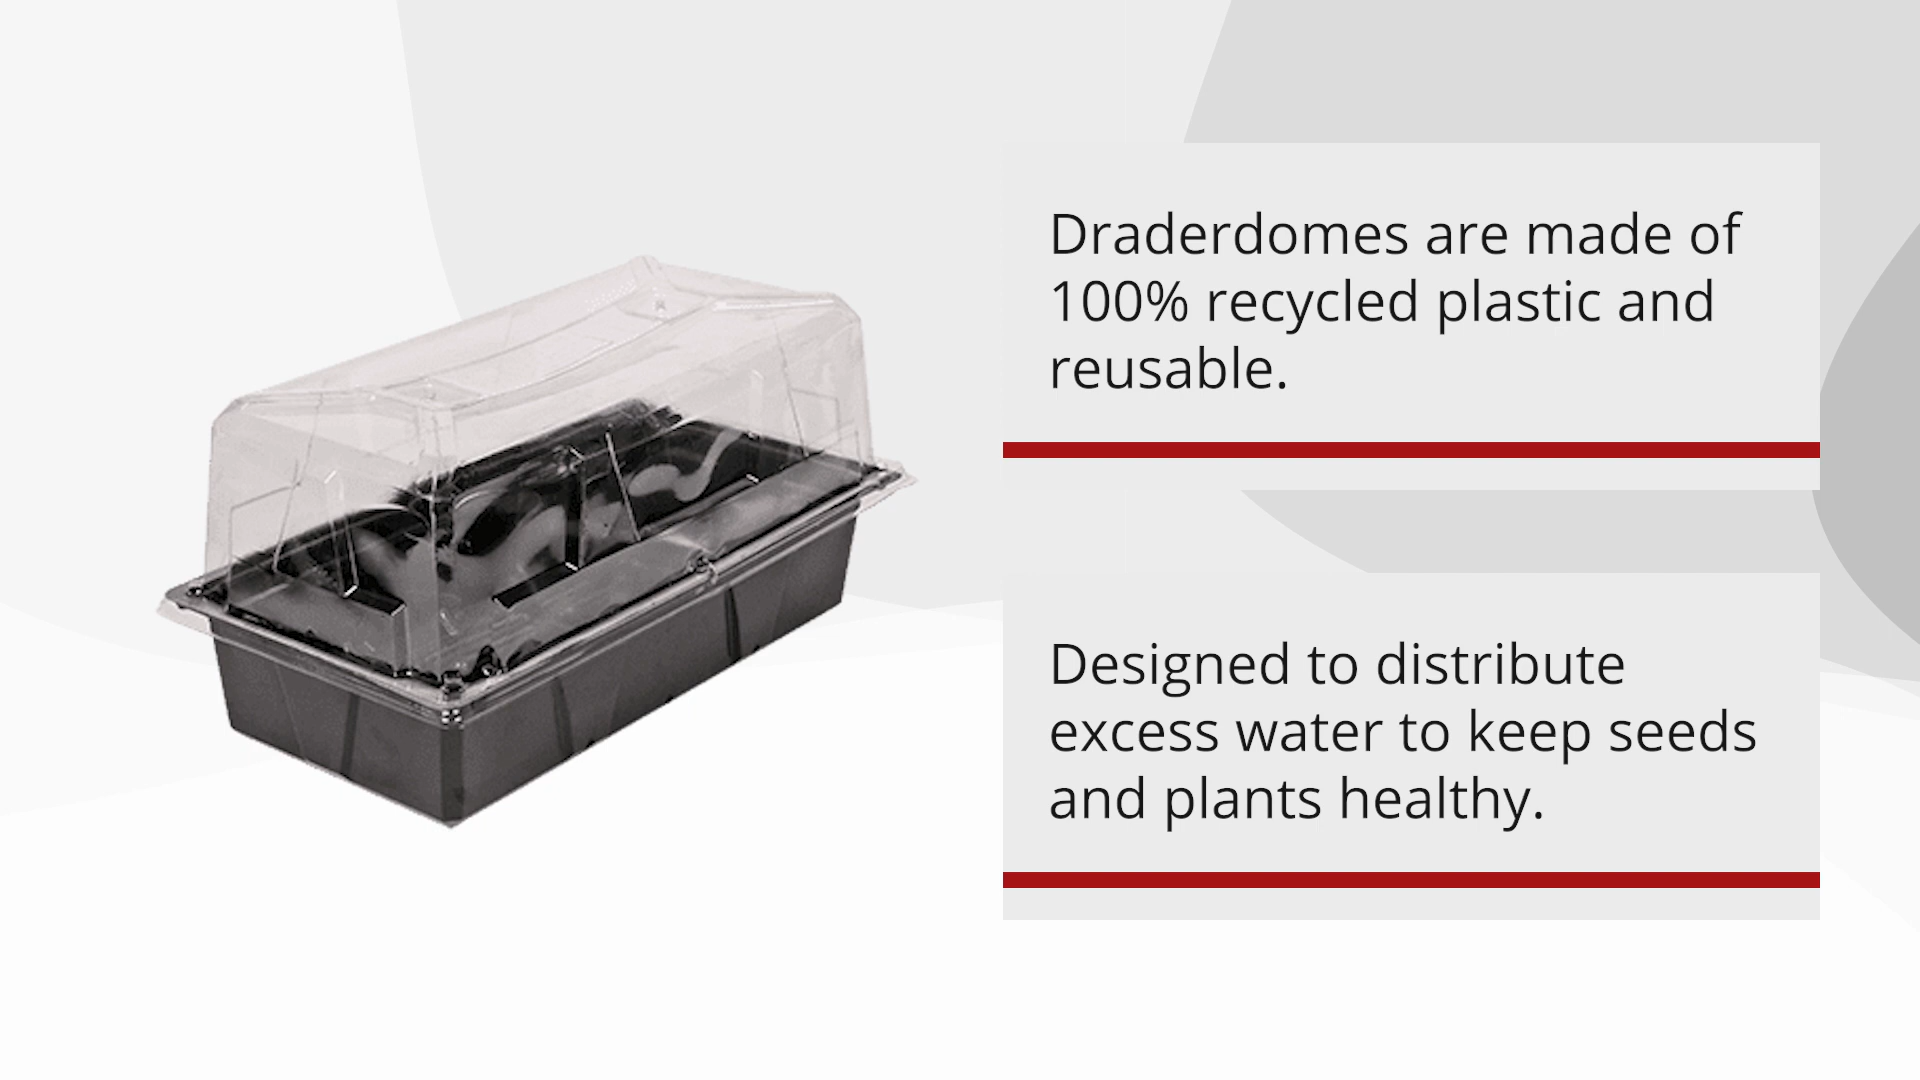 Draderdomes are made of
100% recycled plastic and
reusable.
Designed to distribute
excess water to keep seeds
and plants healthy.